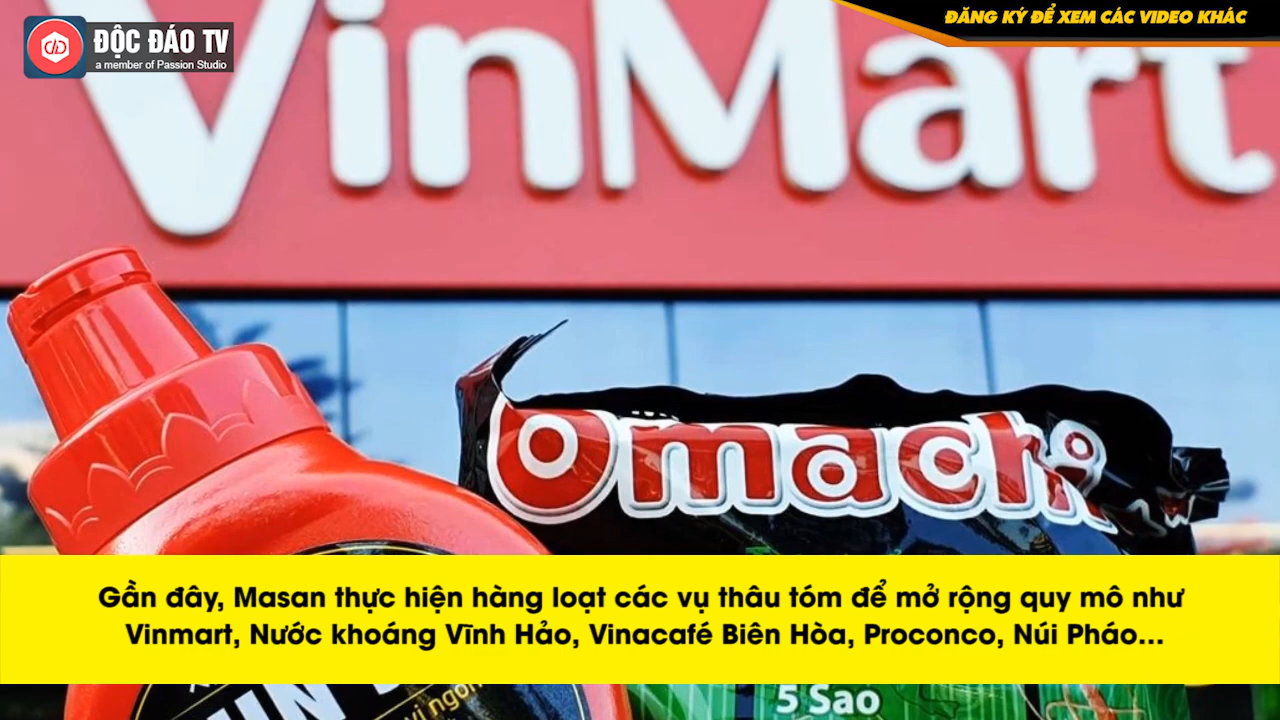 ĐĂNG KÝ ĐỂ XEM CÁC VIDEO KHÁC
ĐỘC ĐÁO TV
a member of Passion Studio
VinMart
Omachi
Gần đây, Masan thực hiện hàng loạt các vụ thâu tóm để mở rộng quy mô như
Vinmart, Nước khoáng Vĩnh Hảo, Vinacafé Biên Hòa, Proconco, Núi Pháo...
5 Sao